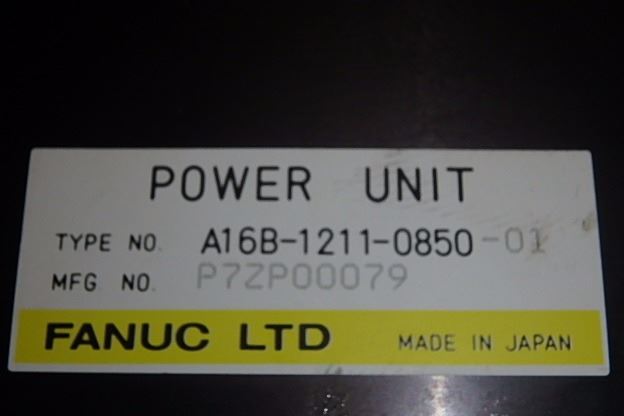 POWER UNIT
TYPE NO. A16B-1211-0850-01
MFG. NO. P7ZP00079
FANUC LTD MADE IN JAPAN